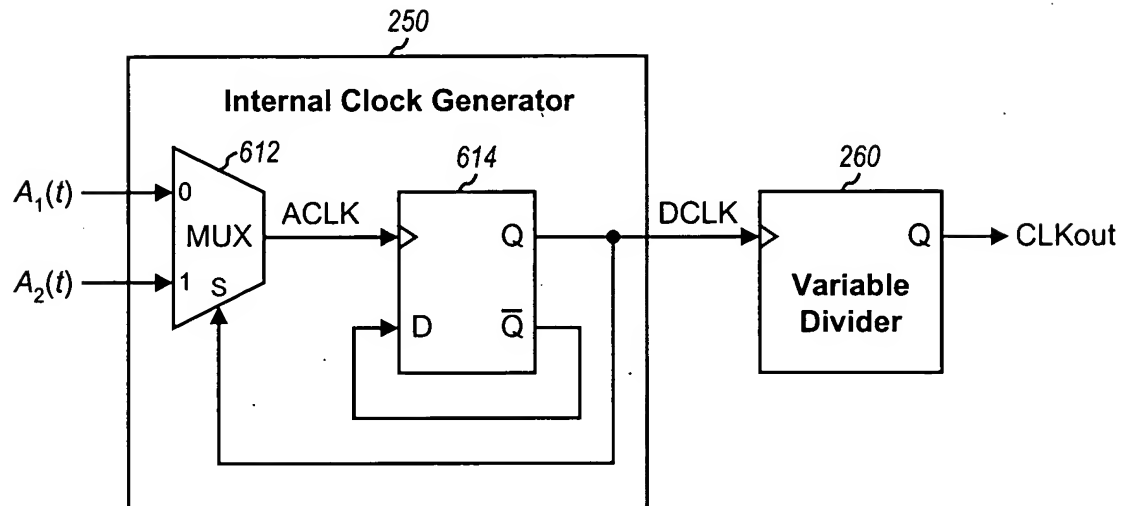 250
Internal Clock Generator
612
614
260
A₁(t)
0
ACLK
Q
DCLK
Q
CLKout
MUX
A₂(t)
1
S
D
Q̅
Variable
Divider